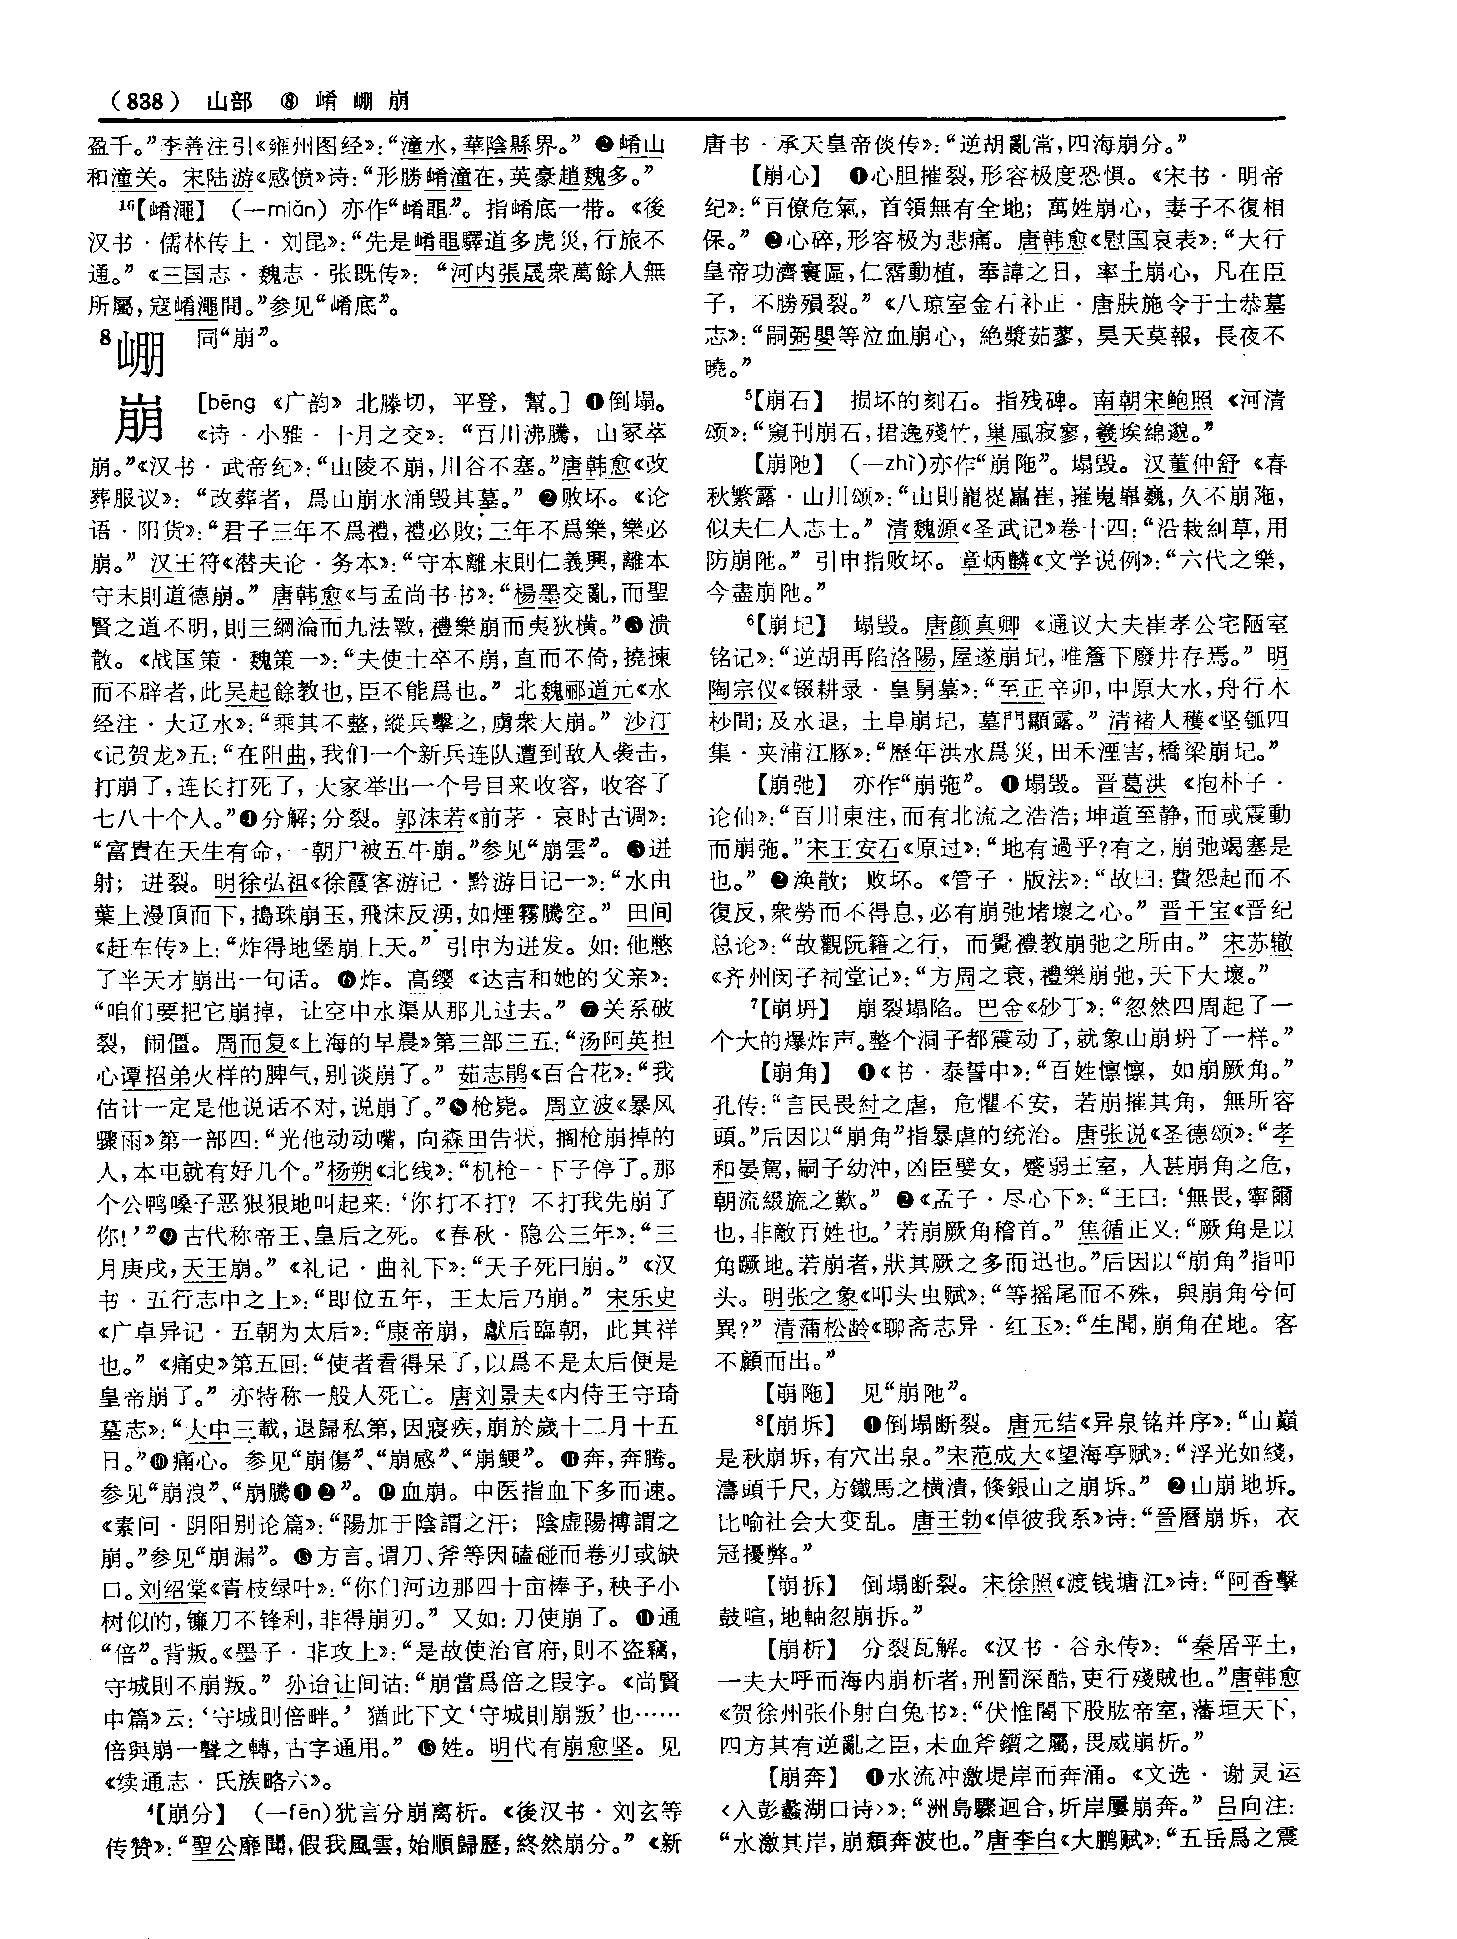 （838） 山部 ⑧ 崤 㟟 崩
盈千。”李善注引《雍州图经》：“潼水，華陰縣界。” ❷崤山
和潼关。宋陆游《感愤》诗：“形勝崤潼在，英豪趙魏多。”
16【崤澠】 （—miǎn）亦作“崤黽”。指崤底一带。《後
汉书·儒林传上·刘昆》：“先是崤黽驛道多虎災，行旅不
通。”《三国志·魏志·张既传》：“河内張晟衆萬餘人無
所屬，寇崤澠間。”参见“崤底”。
8㟟 同“崩”。
崩 [bēng 《广韵》北滕切，平登，幫。] ❶倒塌。
《诗·小雅·十月之交》：“百川沸騰，山冢崒
崩。”《汉书·武帝纪》：“山陵不崩，川谷不塞。”唐韩愈《改
葬服议》：“改葬者，爲山崩水涌毁其墓。” ❷败坏。《论
语·阳货》：“君子三年不爲禮，禮必敗；三年不爲樂，樂必
崩。”汉王符《潜夫论·务本》：“守本離末則仁義興，離本
守末則道德崩。”唐韩愈《与孟尚书书》：“楊墨交亂，而聖
賢之道不明，則三綱淪而九法斁，禮樂崩而夷狄横。”❸溃
散。《战国策·魏策一》：“夫使士卒不崩，直而不倚，撓揀
而不辟者，此吴起餘教也，臣不能爲也。”北魏郦道元《水
经注·大辽水》：“乘其不整，縱兵擊之，虜衆大崩。”沙汀
《记贺龙》五：“在阳曲，我们一个新兵连队遭到敌人袭击，
打崩了，连长打死了，大家举出一个号目来收容，收容了
七八十个人。”❹分解；分裂。郭沫若《前茅·哀时古调》：
“富貴在天生有命，一朝尸被五牛崩。”参见“崩雲”。 ❺迸
射；迸裂。明徐弘祖《徐霞客游记·黔游日记一》：“水由
葉上漫頂而下，搗珠崩玉，飛沫反湧，如煙霧騰空。”田间
《赶车传》上：“炸得地堡崩上天。”引申为迸发。如：他憋
了半天才崩出一句话。 ❻炸。高缨《达吉和她的父亲》：
“咱们要把它崩掉，让空中水渠从那儿过去。” ❼关系破
裂，闹僵。周而复《上海的早晨》第三部三五：“汤阿英担
心谭招弟火样的脾气，别谈崩了。”茹志鹃《百合花》：“我
估计一定是他说话不对，说崩了。”❽枪毙。周立波《暴风
骤雨》第一部四：“光他动动嘴，向森田告状，搁枪崩掉的
人，本屯就有好几个。”杨朔《北线》：“机枪一下子停了。那
个公鸭嗓子恶狠狠地叫起来：‘你打不打？不打我先崩了
你！’”❾古代称帝王、皇后之死。《春秋·隐公三年》：“三
月庚戌，天王崩。”《礼记·曲礼下》：“天子死曰崩。”《汉
书·五行志中之上》：“即位五年，王太后乃崩。”宋乐史
《广卓异记·五朝为太后》：“康帝崩，獻后臨朝，此其祥
也。”《痛史》第五回：“使者看得呆了，以爲不是太后便是
皇帝崩了。”亦特称一般人死亡。唐刘景夫《内侍王守琦
墓志》：“大中三載，退歸私第，因寢疾，崩於歲十二月十五
日。”❿痛心。参见“崩傷”、“崩感”、“崩鯁”。 ⓫奔，奔腾。
参见“崩浪”、“崩騰❶❷”。 ⓬血崩。中医指血下多而速。
《素问·阴阳别论篇》：“陽加于陰謂之汗；陰虚陽搏謂之
崩。”参见“崩漏”。 ⓭方言。谓刀、斧等因磕碰而卷刃或缺
口。刘绍棠《青枝绿叶》：“你们河边那四十亩棒子，秧子小
树似的，镰刀不锋利，非得崩刃。”又如：刀使崩了。 ⓮通
“倍”。背叛。《墨子·非攻上》：“是故使治官府，則不盗竊，
守城則不崩叛。”孙诒让间诂：“崩當爲倍之叚字。《尚賢
中篇》云：‘守城則倍畔。’猶此下文‘守城則崩叛’也……
倍與崩一聲之轉，古字通用。” ⓯姓。明代有崩愈坚。见
《续通志·氏族略六》。
4【崩分】 （—fēn）犹言分崩离析。《後汉书·刘玄等
传赞》：“聖公靡聞，假我風雲，始順歸歷，終然崩分。”《新
唐书·承天皇帝倓传》：“逆胡亂常，四海崩分。”
【崩心】 ❶心胆摧裂，形容极度恐惧。《宋书·明帝
纪》：“百僚危氣，首領無有全地；萬姓崩心，妻子不復相
保。” ❷心碎，形容极为悲痛。唐韩愈《慰国哀表》：“大行
皇帝功濟寰區，仁霑動植，奉諱之日，率土崩心，凡在臣
子，不勝殞裂。”《八琼室金石补正·唐肤施令于士恭墓
志》：“嗣弼嬰等泣血崩心，絶漿茹蓼，昊天莫報，長夜不
曉。”
5【崩石】 损坏的刻石。指残碑。南朝宋鲍照《河清
颂》：“窺刊崩石，捃逸殘竹，巢風寂寥，羲埃綿邈。”
【崩阤】 （—zhì）亦作“崩陁”。塌毁。汉董仲舒《春
秋繁露·山川颂》：“山則巃嵸﨑崔，嶊嵬嶵巍，久不崩陁，
似夫仁人志士。”清魏源《圣武记》卷十四：“沿栽糾草，用
防崩阤。”引申指败坏。章炳麟《文学说例》：“六代之樂，
今盡崩阤。”
6【崩圮】 塌毁。唐颜真卿《通议大夫崔孝公宅陋室
铭记》：“逆胡再陷洛陽，屋遂崩圮，唯簷下廢井存焉。”明
陶宗仪《辍耕录·皇舅墓》：“至正辛卯，中原大水，舟行木
杪間；及水退，土阜崩圮，墓門顯露。”清褚人穫《坚瓠四
集·夹浦江豚》：“歷年洪水爲災，田禾湮害，橋梁崩圮。”
【崩弛】 亦作“崩㢮”。 ❶塌毁。晋葛洪《抱朴子·
论仙》：“百川東注，而有北流之浩浩；坤道至静，而或震動
而崩㢮。”宋王安石《原过》：“地有過乎？有之，崩弛竭塞是
也。” ❷涣散；败坏。《管子·版法》：“故曰：費怨起而不
復反，衆勞而不得息，必有崩弛堵壞之心。”晋干宝《晋纪
总论》：“故觀阮籍之行，而覺禮教崩弛之所由。”宋苏辙
《齐州闵子祠堂记》：“方周之衰，禮樂崩弛，天下大壞。”
7【崩坍】 崩裂塌陷。巴金《砂丁》：“忽然四周起了一
个大的爆炸声。整个洞子都震动了，就象山崩坍了一样。”
【崩角】 ❶《书·泰誓中》：“百姓懔懔，如崩厥角。”
孔传：“言民畏紂之虐，危懼不安，若崩摧其角，無所容
頭。”后因以“崩角”指暴虐的统治。唐张说《圣德颂》：“孝
和晏駕，嗣子幼沖，凶臣嬖女，蹙弱王室，人甚崩角之危，
朝流綴旒之歎。” ❷《孟子·尽心下》：“王曰：‘無畏，寧爾
也，非敵百姓也。’若崩厥角稽首。”焦循正义：“厥角是以
角蹶地。若崩者，狀其厥之多而迅也。”后因以“崩角”指叩
头。明张之象《叩头虫赋》：“等摇尾而不殊，與崩角兮何
異？”清蒲松龄《聊斋志异·红玉》：“生聞，崩角在地。客
不顧而出。”
【崩陁】 见“崩阤”。
8【崩坼】 ❶倒塌断裂。唐元结《异泉铭并序》：“山巔
是秋崩坼，有穴出泉。”宋范成大《望海亭赋》：“浮光如綫，
濤頭千尺，方鐵馬之横潰，倏銀山之崩坼。” ❷山崩地坼。
比喻社会大变乱。唐王勃《倬彼我系》诗：“晉曆崩坼，衣
冠擾弊。”
【崩拆】 倒塌断裂。宋徐照《渡钱塘江》诗：“阿香擊
鼓喧，地軸忽崩拆。”
【崩析】 分裂瓦解。《汉书·谷永传》：“秦居平土，
一夫大呼而海内崩析者，刑罰深酷，吏行殘賊也。”唐韩愈
《贺徐州张仆射白兔书》：“伏惟閣下股肱帝室，藩垣天下，
四方其有逆亂之臣，未血斧鑕之屬，畏威崩析。”
【崩奔】 ❶水流冲激堤岸而奔涌。《文选·谢灵运
〈入彭蠡湖口诗〉》：“洲島驟迴合，圻岸屢崩奔。”吕向注：
“水激其岸，崩頽奔波也。”唐李白《大鹏赋》：“五岳爲之震